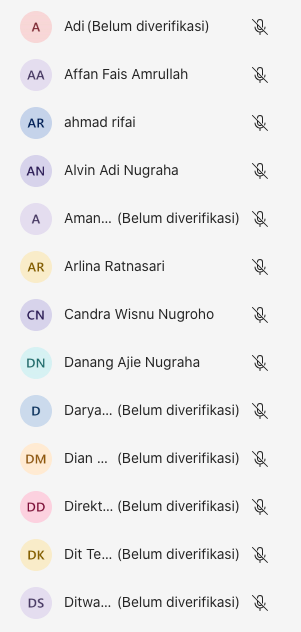 A Adi (Belum diverifikasi)
AA Affan Fais Amrullah
AR ahmad rifai
AN Alvin Adi Nugraha
A Aman... (Belum diverifikasi)
AR Arlina Ratnasari
CN Candra Wisnu Nugroho
DN Danang Ajie Nugraha
D Darya... (Belum diverifikasi)
DM Dian ... (Belum diverifikasi)
DD Direkt... (Belum diverifikasi)
DK Dit Te... (Belum diverifikasi)
DS Ditwa... (Belum diverifikasi)